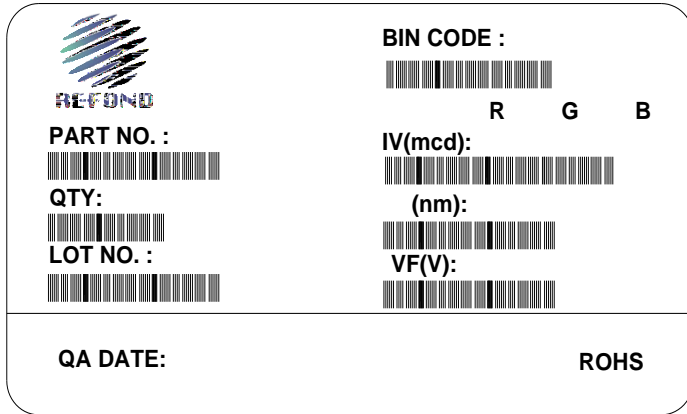 REFOND
PART NO. :
QTY:
LOT NO. :
BIN CODE :
R G B
IV(mcd):
(nm):
VF(V):
QA DATE:
ROHS